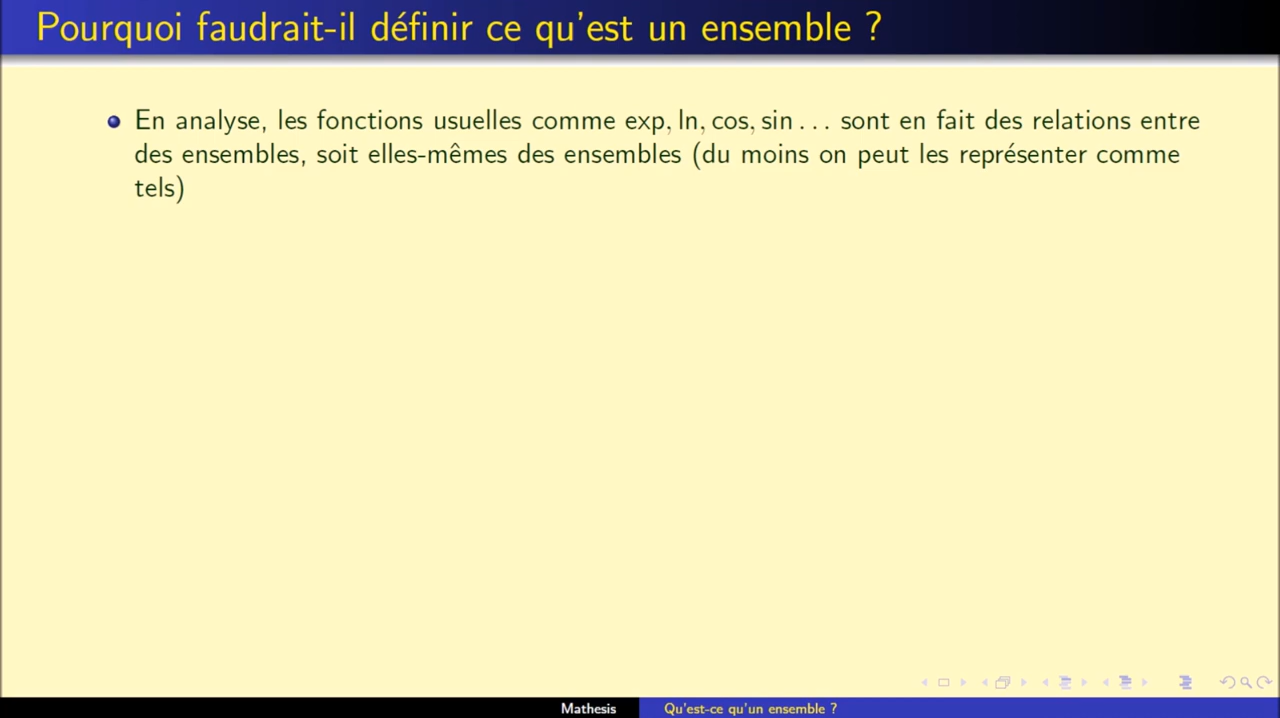 Pourquoi faudrait-il définir ce qu'est un ensemble ?
En analyse, les fonctions usuelles comme exp, ln, cos, sin . . . sont en fait des relations entre
des ensembles, soit elles-mêmes des ensembles (du moins on peut les représenter comme
tels)
Mathesis
Qu'est-ce qu'un ensemble ?